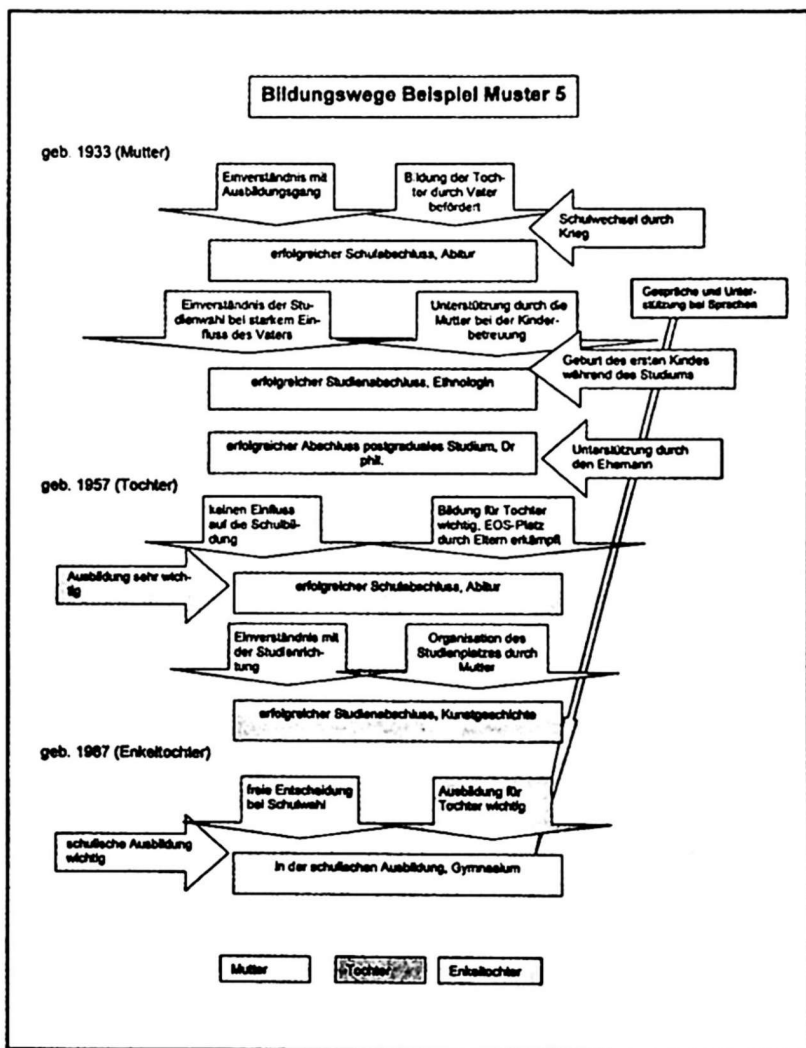 Bildungswege Beispiel Muster 5
geb. 1933 (Mutter)
Einverständnis mit
Ausbildungsgang
Bildung der Toch-
ter durch Vater
befördert
Schulwechsel durch
Krieg
erfolgreicher Schulabschluss, Abitur
Gespräche und Unter-
stützung bei Sprachen
Einverständnis der Stu-
dienwahl bei starkem Ein-
fluss des Vaters
Unterstützung durch die
Mutter bei der Kinder-
betreuung
Geburt des ersten Kindes
während des Studiums
erfolgreicher Studienabschluss, Ethnologin
erfolgreicher Abschluss postgraduales Studium, Dr
phil.
Unterstützung durch
den Ehemann
geb. 1957 (Tochter)
keinen Einfluss
auf die Schulbil-
dung
Bildung für Tochter
wichtig, EOS-Platz
durch Eltern erkämpft
Ausbildung sehr wich-
tig
erfolgreicher Schulabschluss, Abitur
Einverständnis mit
der Studienrich-
tung
Organisation des
Studienplatzes durch
Mutter
erfolgreicher Studienabschluss, Kunstgeschichte
geb. 1987 (Enkeltochter)
freie Entscheidung
bei Schulwahl
Ausbildung für
Tochter wichtig
schulische Ausbildung
wichtig
In der schulischen Ausbildung, Gymnasium
Mutter
Tochter
Enkeltochter